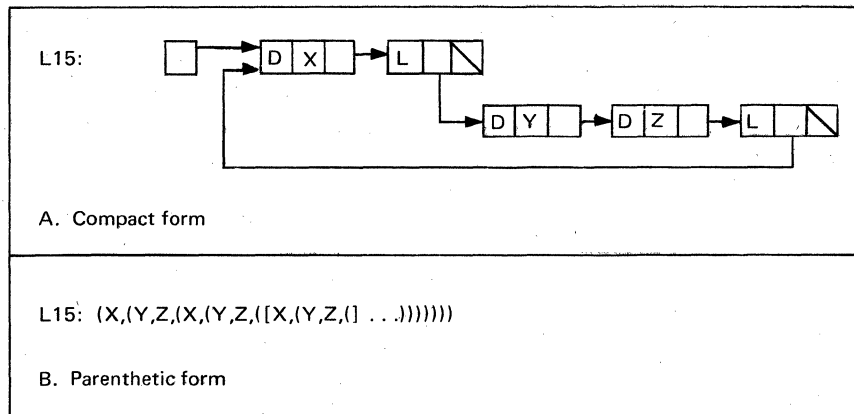 L15:
D X
L
D Y
D Z
L
A. Compact form
L15: (X,(Y,Z,(X,(Y,Z,([X,(Y,Z,(] ...)))))))
B. Parenthetic form